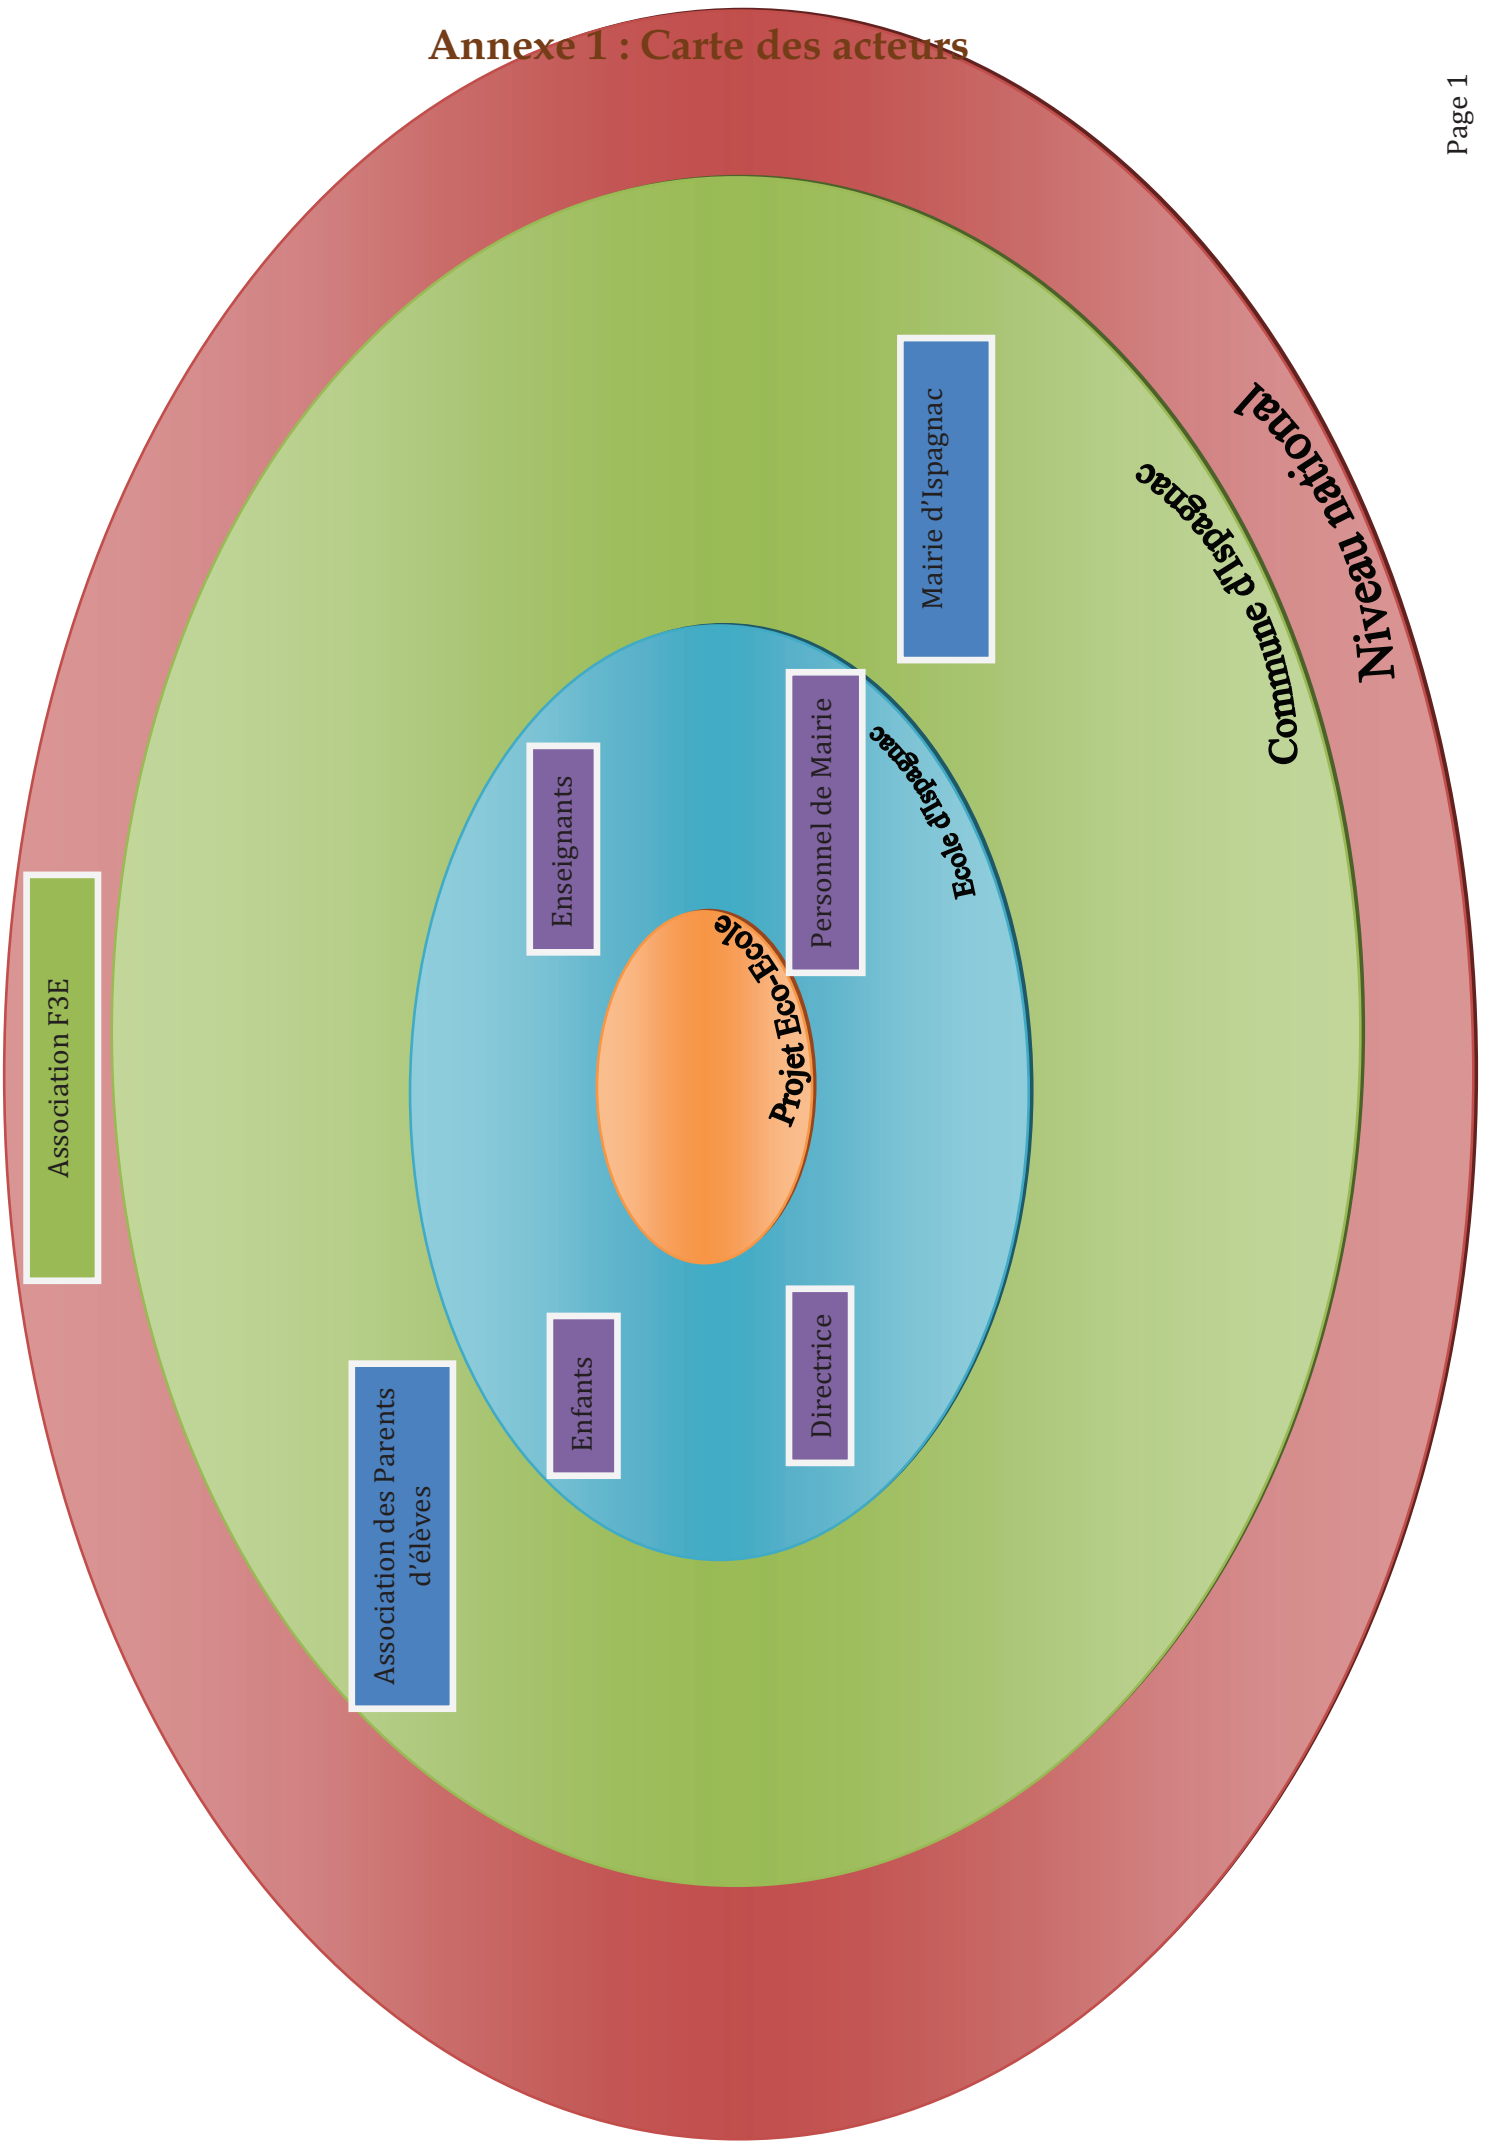 Annexe 1 : Carte des acteurs
Association F3E
Association des Parents
d’élèves
Enseignants
Enfants
Projet Eco-Ecole
Personnel de Mairie
Directrice
Ecole d'Ispagnac
Mairie d’Ispagnac
Commune d'Ispagnac
Niveau national
Page 1